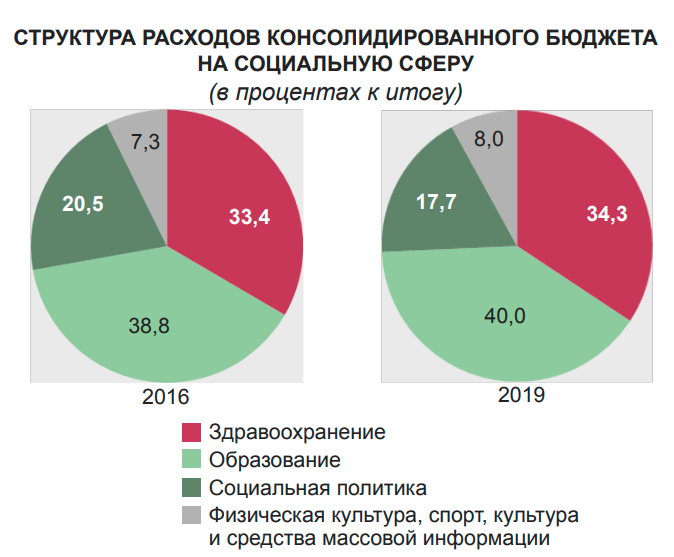 СТРУКТУРА РАСХОДОВ КОНСОЛИДИРОВАННОГО БЮДЖЕТА
НА СОЦИАЛЬНУЮ СФЕРУ
(в процентах к итогу)
7,3
33,4
20,5
38,8
2016
8,0
34,3
17,7
40,0
2019
Здравоохранение
Образование
Социальная политика
Физическая культура, спорт, культура
и средства массовой информации